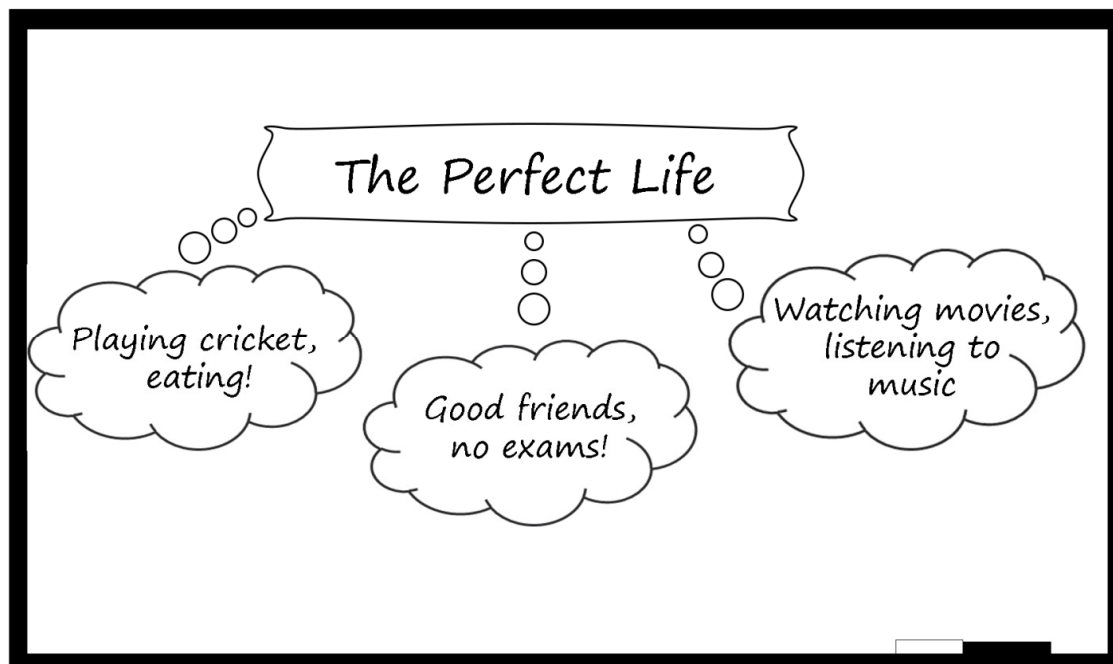 The Perfect Life
Playing cricket,
eating!
Good friends,
no exams!
Watching movies,
listening to
music